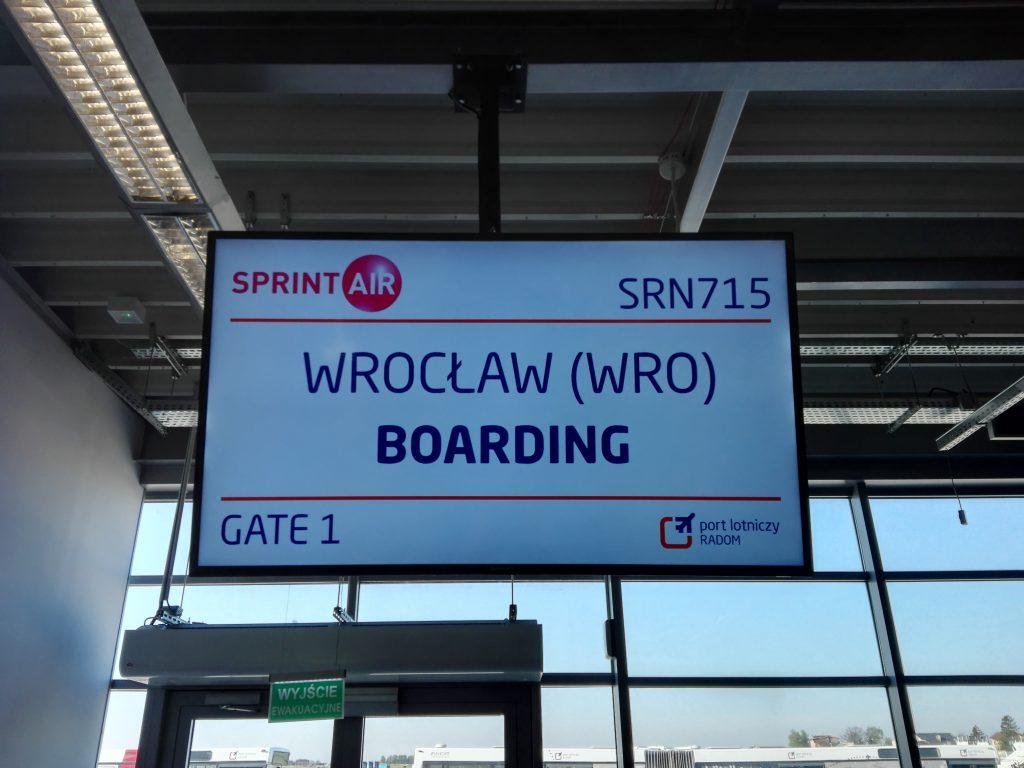 SPRINT AIR
SRN715
WROCŁAW (WRO)
BOARDING
GATE 1
port lotniczy
RADOM
WYJŚCIE
EWAKUACYJNE